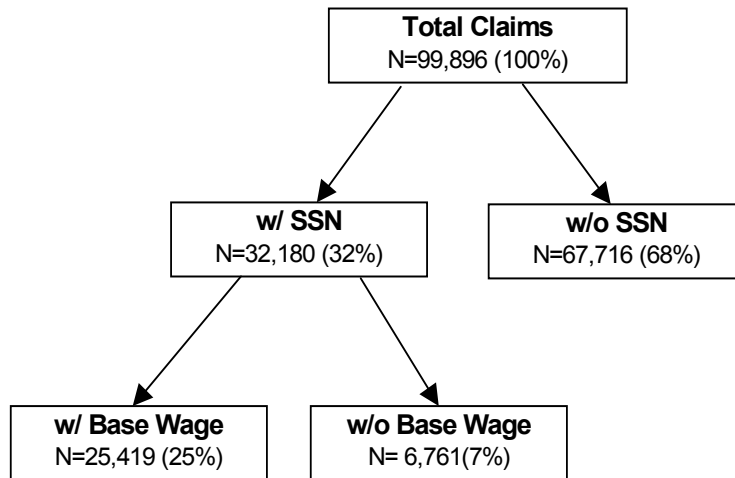 Total Claims
N=99,896 (100%)
w/ SSN
N=32,180 (32%)
w/o SSN
N=67,716 (68%)
w/ Base Wage
N=25,419 (25%)
w/o Base Wage
N= 6,761(7%)